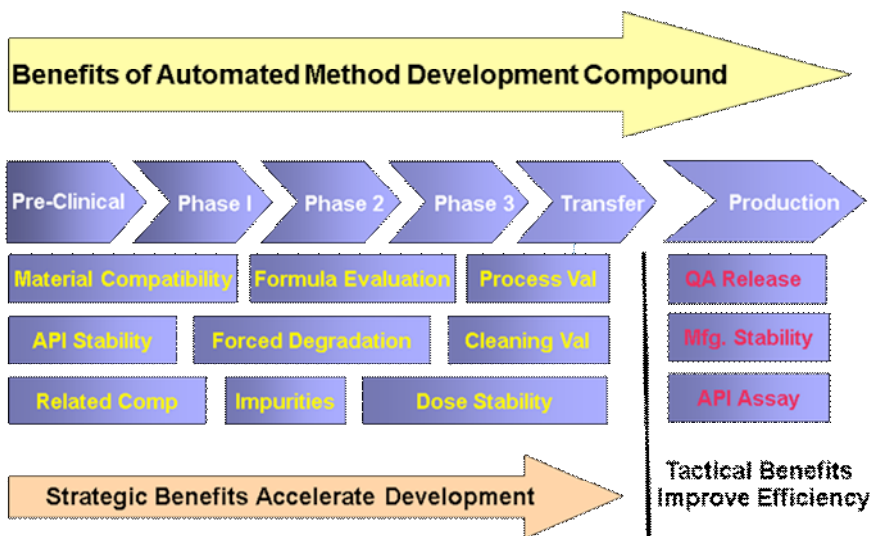 Benefits of Automated Method Development Compound
Pre-Clinical Phase I Phase 2 Phase 3 Transfer Production
Material Compatibility Formula Evaluation Process Val QA Release
API Stability Forced Degradation Cleaning Val Mfg. Stability
Related Comp Impurities Dose Stability API Assay
Strategic Benefits Accelerate Development
Tactical Benefits
Improve Efficiency